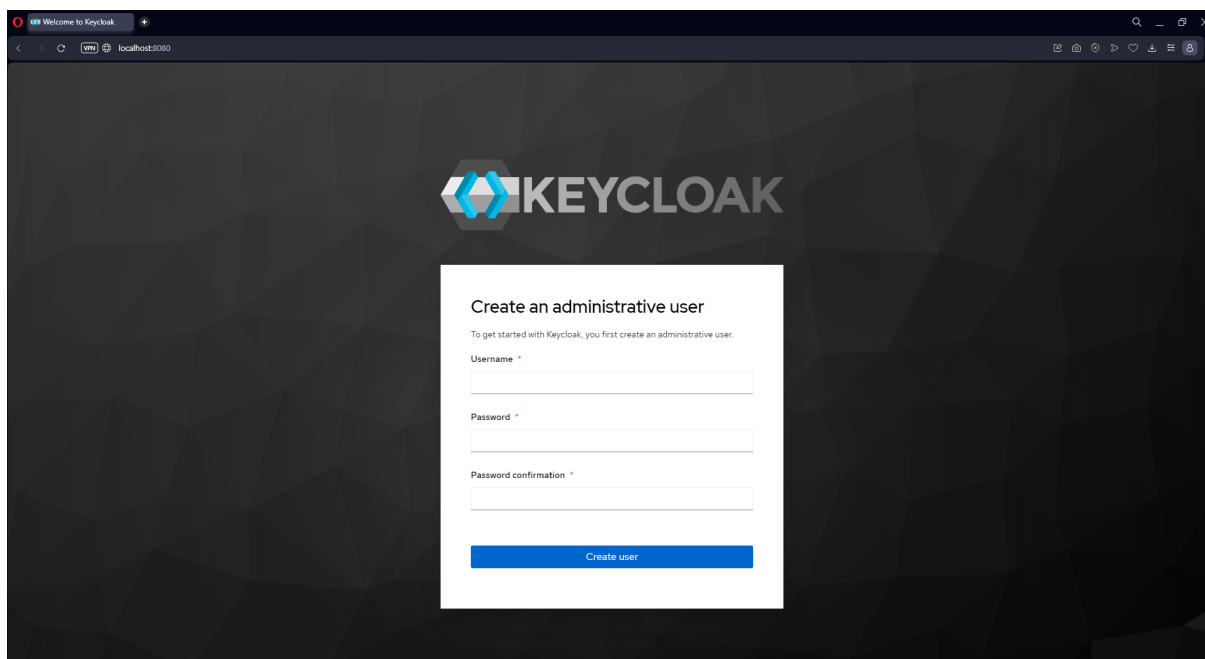 Welcome to Keycloak
VPN
localhost:8080
KEYCLOAK
Create an administrative user
To get started with Keycloak, you first create an administrative user.
Username *
Password *
Password confirmation *
Create user